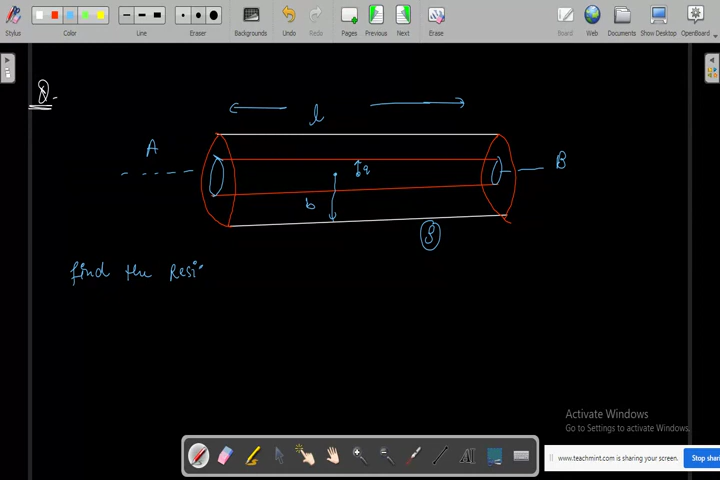 Stylus
Color
Line
Eraser
Backgrounds
Undo
Redo
Pages
Previous
Next
Erase
Board
Web
Documents
Show Desktop
OpenBoard
Q.
l
A
B
a
b
ρ
find the Resi
Activate Windows
Go to Settings to activate Windows.
www.teachmint.com is sharing your screen.
Stop shari